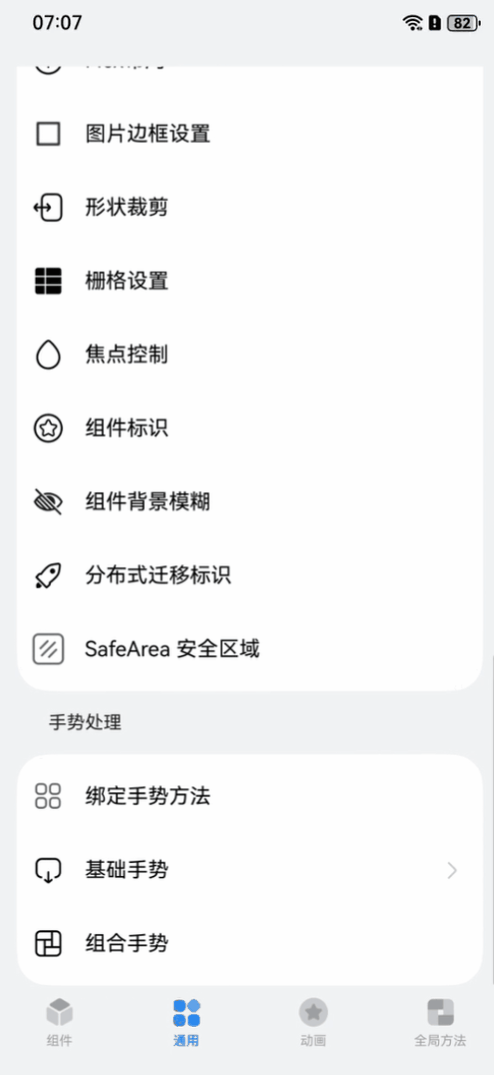 07:07
82
图片边框设置
形状裁剪
栅格设置
焦点控制
组件标识
组件背景模糊
分布式迁移标识
SafeArea 安全区域
手势处理
绑定手势方法
基础手势
组合手势
组件
通用
动画
全局方法